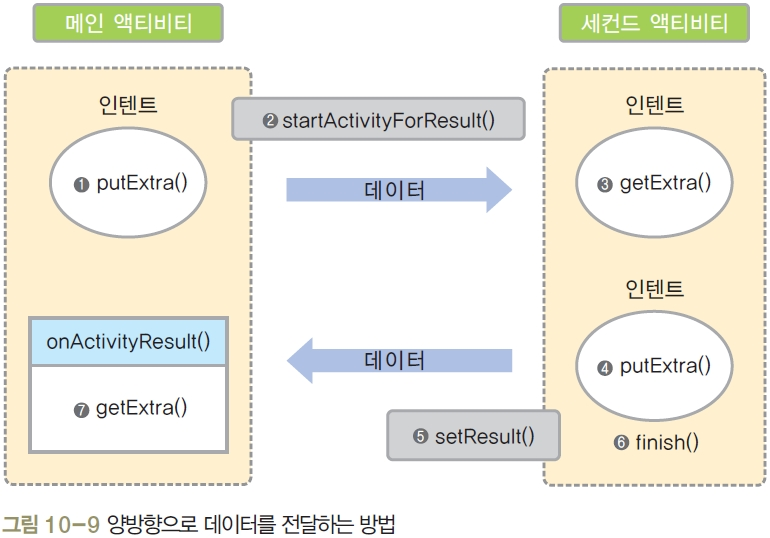 메인 액티비티
세컨드 액티비티
인텐트
❷ startActivityForResult()
인텐트
❶ putExtra()
데이터
❸ getExtra()
인텐트
onActivityResult()
데이터
❹ putExtra()
❼ getExtra()
❺ setResult()
❻ finish()
그림 10-9 양방향으로 데이터를 전달하는 방법